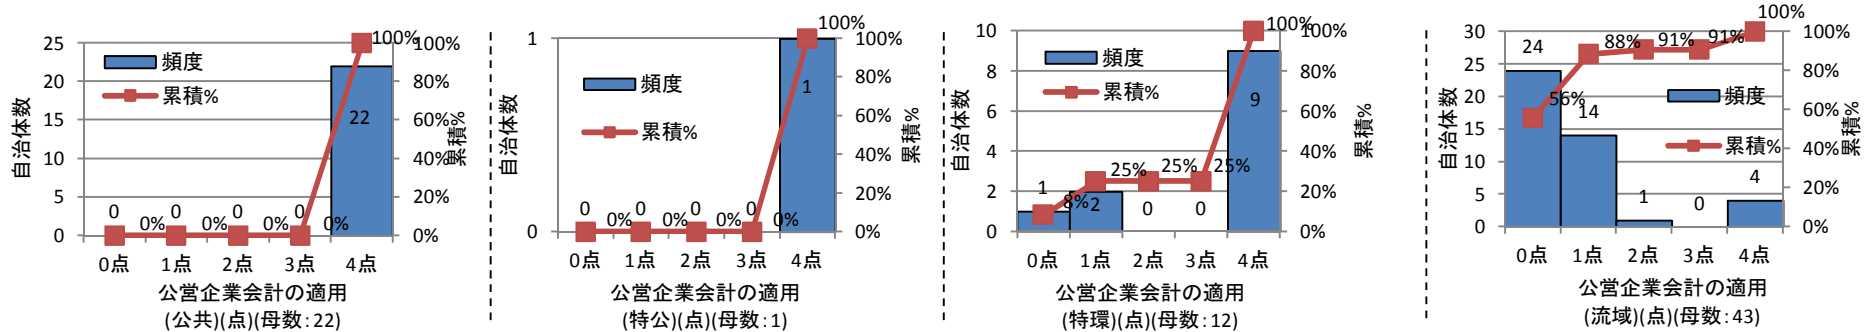 25
20
15
10
5
0
自治体数
100%
80%
60%
40%
20%
0%
累積%
頻度
累積%
0
0
0
0
22
0%
0%
0%
0%
100%
0点
1点
2点
3点
4点
公営企業会計の適用
(公共)(点)(母数:22)
1
0
自治体数
100%
80%
60%
40%
20%
0%
累積%
頻度
累積%
0
0
0
0
1
0%
0%
0%
0%
100%
0点
1点
2点
3点
4点
公営企業会計の適用
(特公)(点)(母数:1)
10
8
6
4
2
0
自治体数
100%
80%
60%
40%
20%
0%
累積%
頻度
累積%
1
2
0
0
9
8%
25%
25%
25%
100%
0点
1点
2点
3点
4点
公営企業会計の適用
(特環)(点)(母数:12)
30
25
20
15
10
5
0
自治体数
100%
80%
60%
40%
20%
0%
累積%
頻度
累積%
24
14
1
0
4
56%
88%
91%
91%
100%
0点
1点
2点
3点
4点
公営企業会計の適用
(流域)(点)(母数:43)